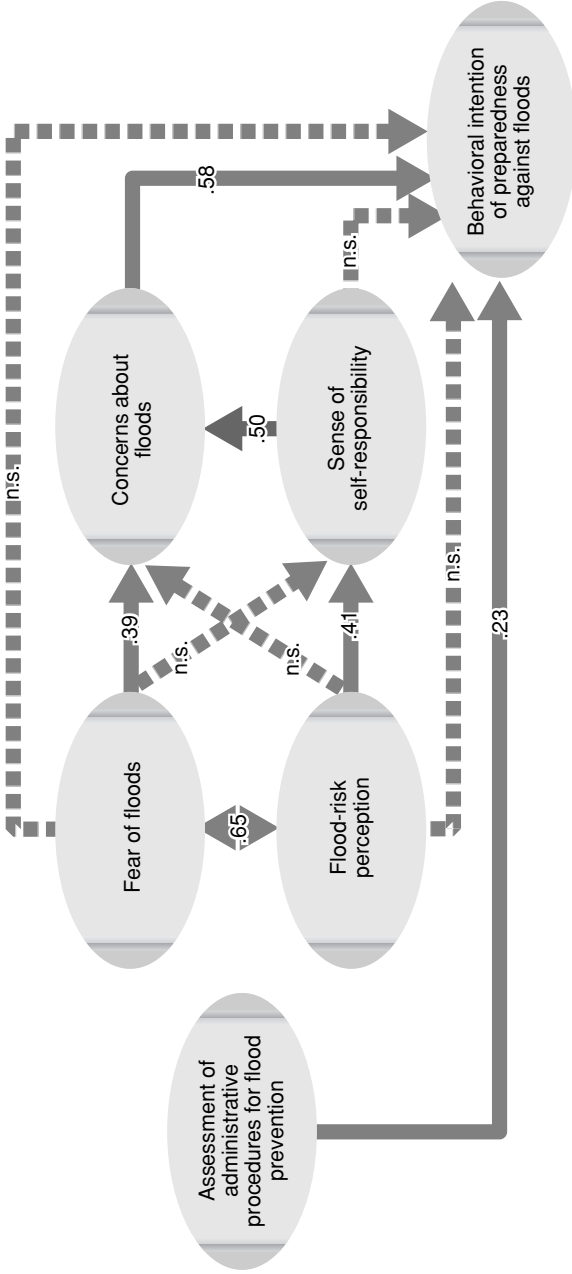 n.s.
Assessment of
administrative
procedures for flood
prevention
Fear of floods
.65
Flood-risk
perception
.39
n.s.
n.s.
.41
Concerns about
floods
.50
Sense of
self-responsibility
.58
n.s.
n.s.
.23
Behavioral intention
of preparedness
against floods